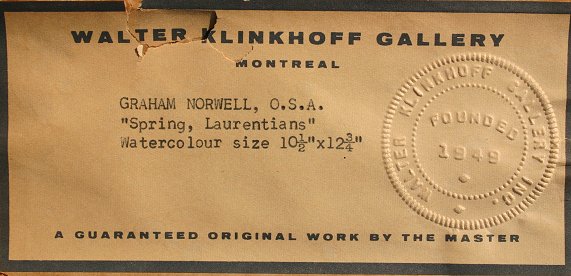 WALTER KLINKHOFF GALLERY
MONTREAL
GRAHAM NORWELL, O.S.A.
"Spring, Laurentians"
Watercolour size 10½"x12¾"
WALTER KLINKHOFF GALLERY INC.
FOUNDED
1949
A GUARANTEED ORIGINAL WORK BY THE MASTER